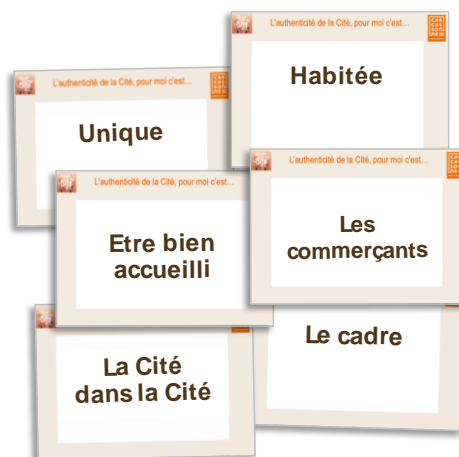 L'authenticité de la Cité, pour moi c'est...
Habitée
L'authenticité de la Cité, pour moi c'est...
Unique
L'authenticité de la Cité, pour moi c'est...
Les
commerçants
L'authenticité de la Cité, pour moi c'est...
Etre bien
accueilli
Le cadre
La Cité
dans la Cité